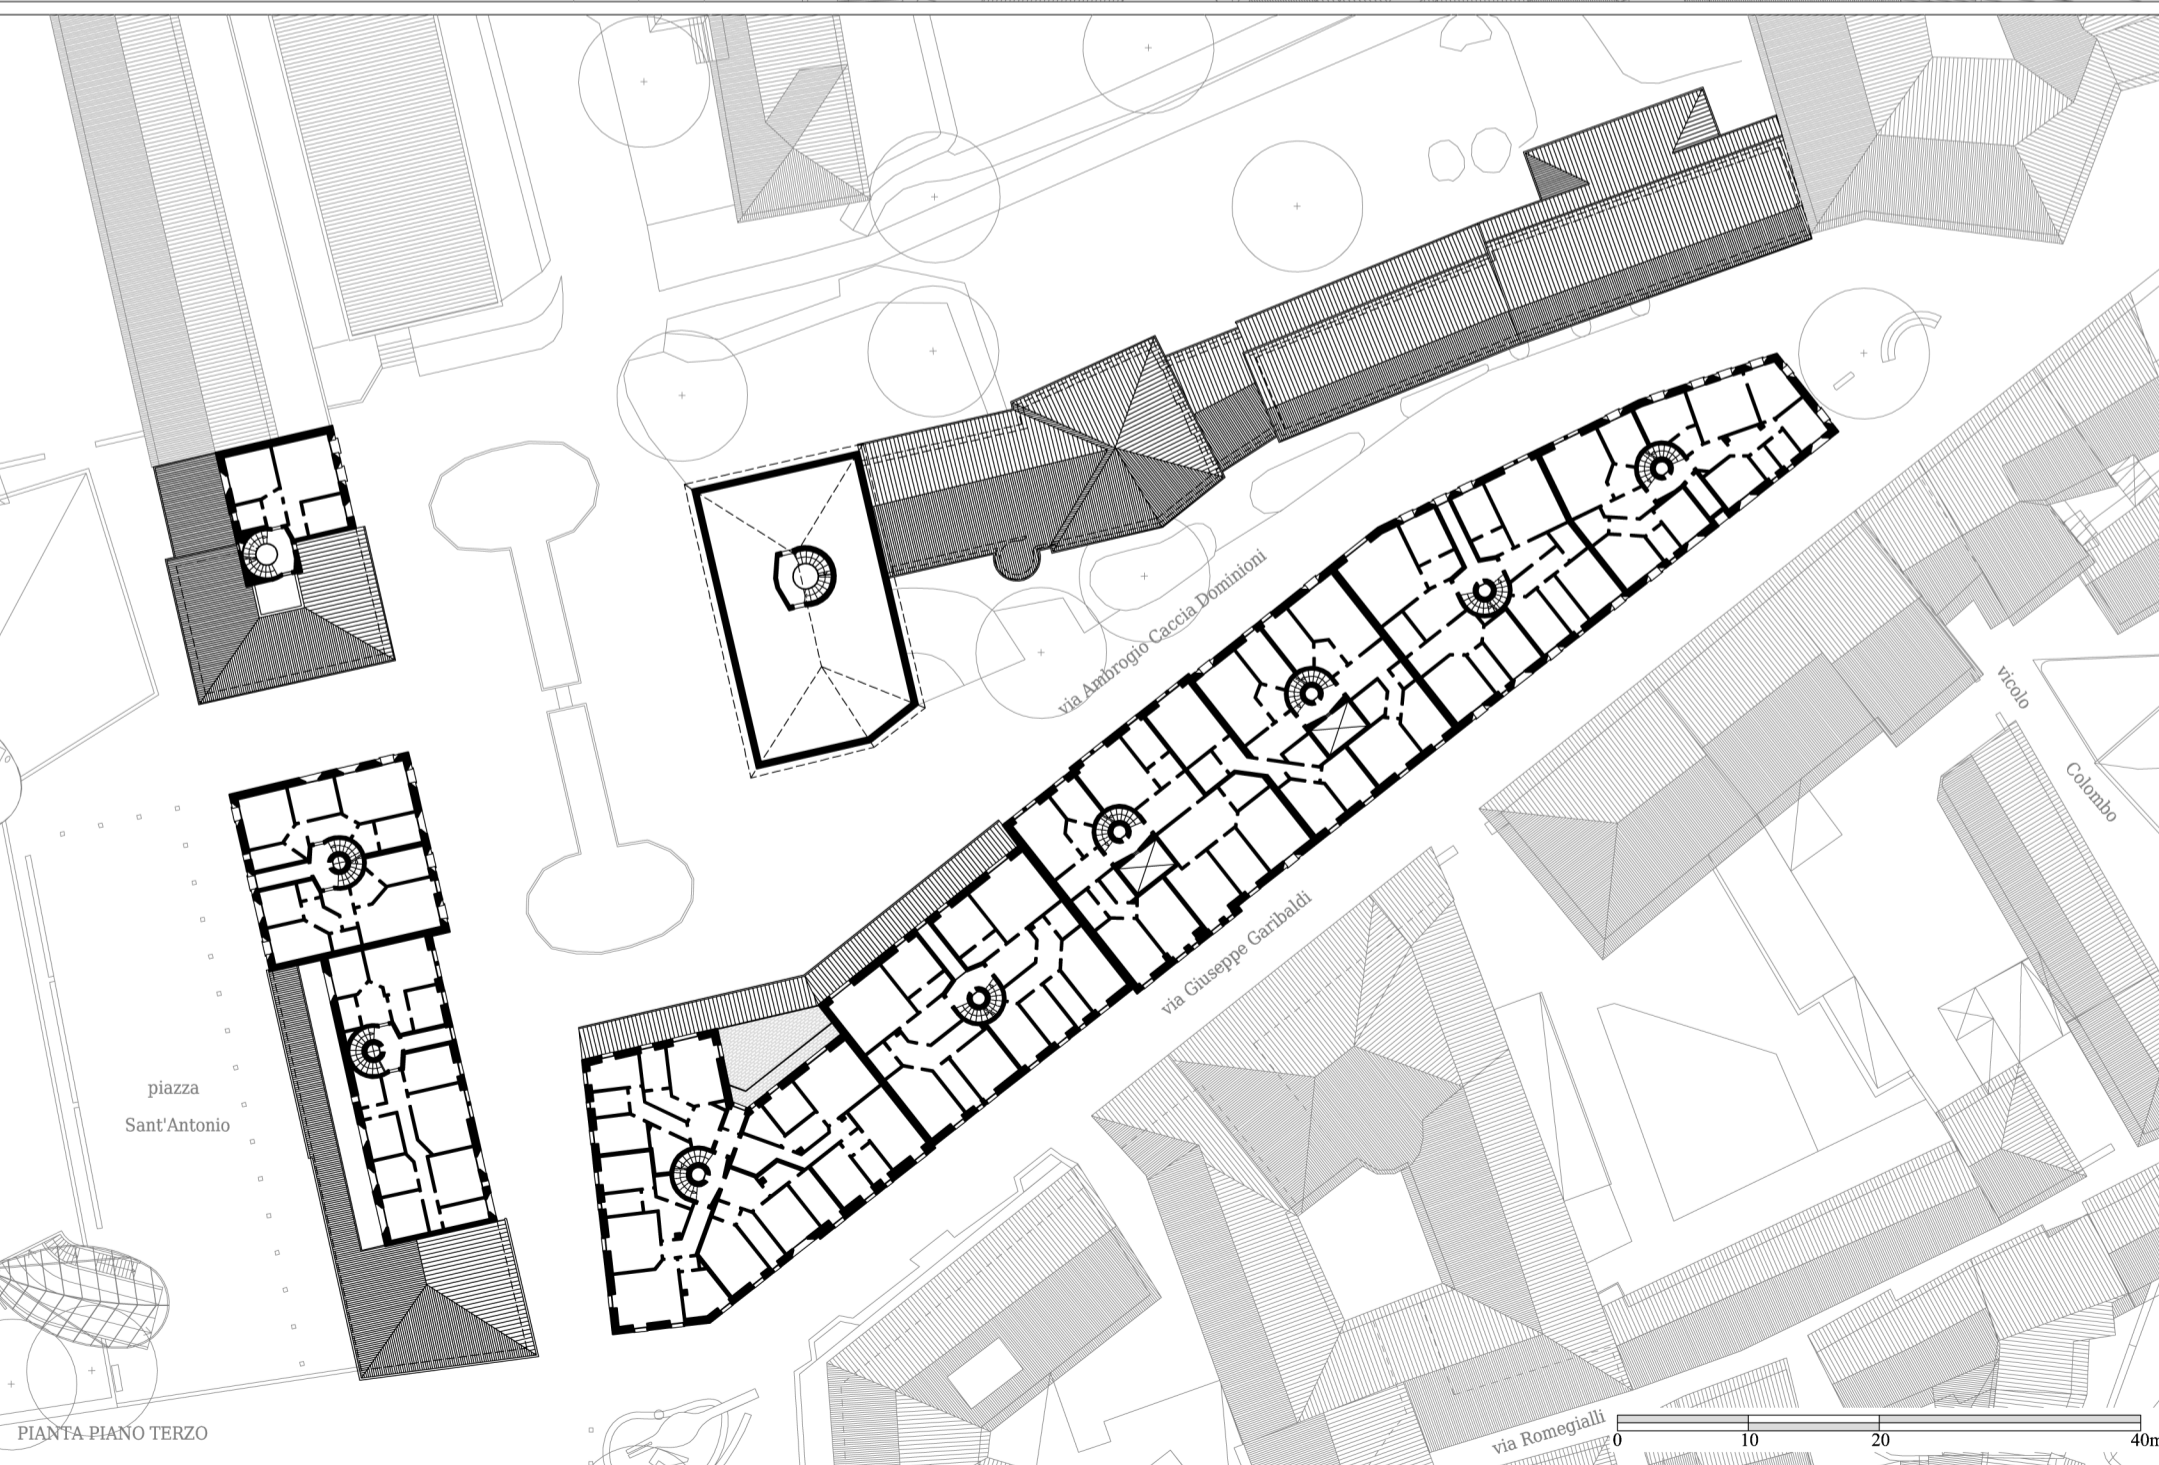 via Ambrogio Caccia Dominioni
vicolo
Colombo
via Giuseppe Garibaldi
piazza
Sant'Antonio
PIANTA PIANO TERZO
via Romegialli
0 10 20 40m